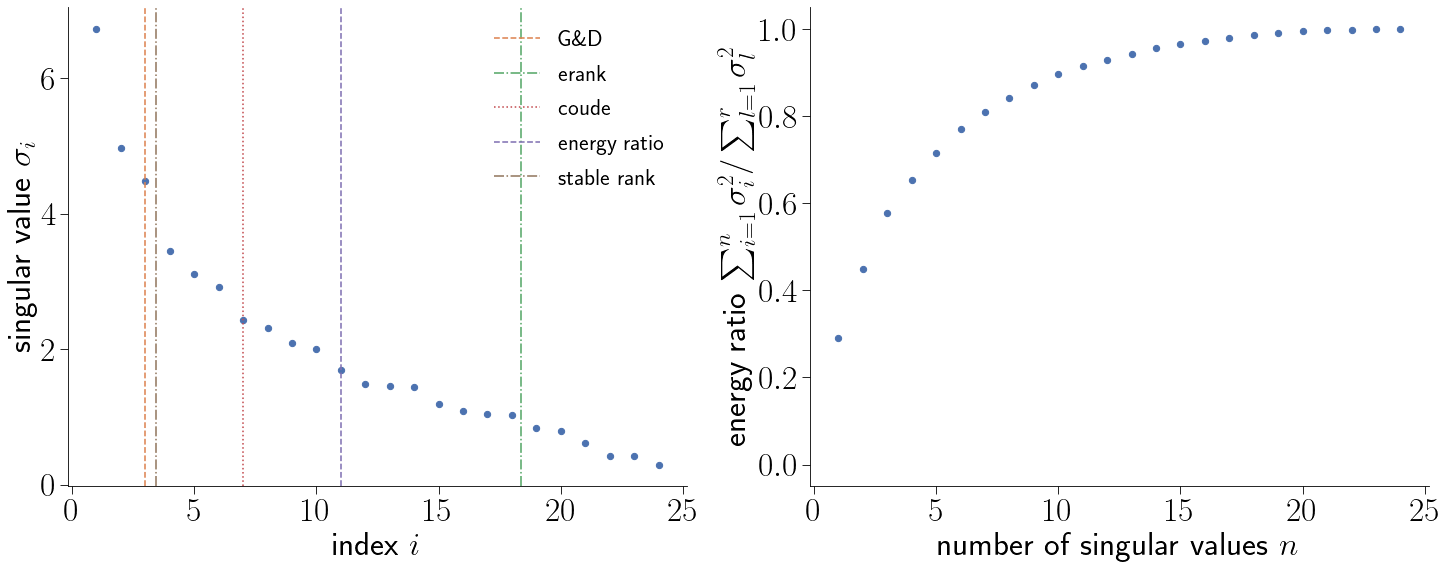 singular value σ_i
6
4
2
0
0 5 10 15 20 25
index i
G&D
erank
coude
energy ratio
stable rank
energy ratio ∑_{i=1}^{n} σ_i^2 / ∑_{l=1}^{r} σ_l^2
1.0
0.8
0.6
0.4
0.2
0.0
0 5 10 15 20 25
number of singular values n